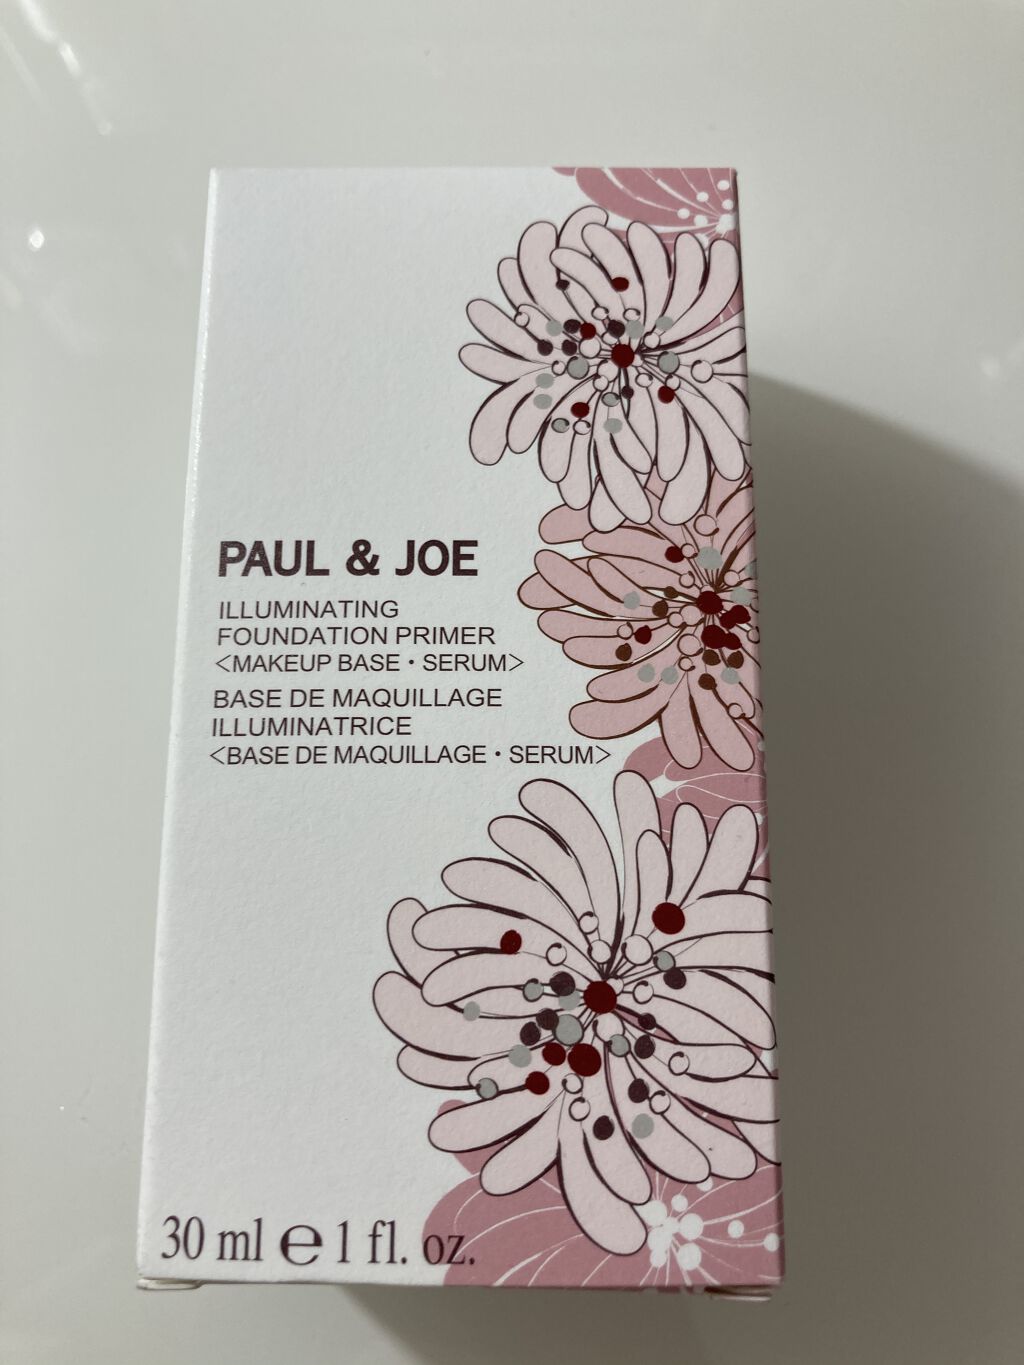 PAUL & JOE
ILLUMINATING
FOUNDATION PRIMER
<MAKEUP BASE・SERUM>
BASE DE MAQUILLAGE
ILLUMINATRICE
<BASE DE MAQUILLAGE・SERUM>
30 ml ℮ 1 fl. oz.